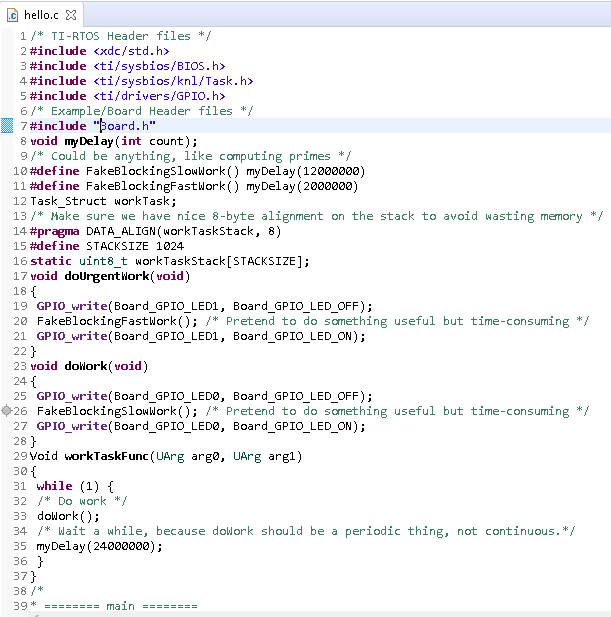 hello.c
1 /* TI-RTOS Header files */
2 #include <xdc/std.h>
3 #include <ti/sysbios/BIOS.h>
4 #include <ti/sysbios/knl/Task.h>
5 #include <ti/drivers/GPIO.h>
6 /* Example/Board Header files */
7 #include "Board.h"
8 void myDelay(int count);
9 /* Could be anything, like computing primes */
10 #define FakeBlockingSlowWork() myDelay(12000000)
11 #define FakeBlockingFastWork() myDelay(2000000)
12 Task_Struct workTask;
13 /* Make sure we have nice 8-byte alignment on the stack to avoid wasting memory */
14 #pragma DATA_ALIGN(workTaskStack, 8)
15 #define STACKSIZE 1024
16 static uint8_t workTaskStack[STACKSIZE];
17 void doUrgentWork(void)
18 {
19 GPIO_write(Board_GPIO_LED1, Board_GPIO_LED_OFF);
20 FakeBlockingFastWork(); /* Pretend to do something useful but time-consuming */
21 GPIO_write(Board_GPIO_LED1, Board_GPIO_LED_ON);
22 }
23 void doWork(void)
24 {
25 GPIO_write(Board_GPIO_LED0, Board_GPIO_LED_OFF);
26 FakeBlockingSlowWork(); /* Pretend to do something useful but time-consuming */
27 GPIO_write(Board_GPIO_LED0, Board_GPIO_LED_ON);
28 }
29 Void workTaskFunc(UArg arg0, UArg arg1)
30 {
31 while (1) {
32 /* Do work */
33 doWork();
34 /* Wait a while, because doWork should be a periodic thing, not continuous.*/
35 myDelay(24000000);
36 }
37 }
38 /*
39 * ======== main ========